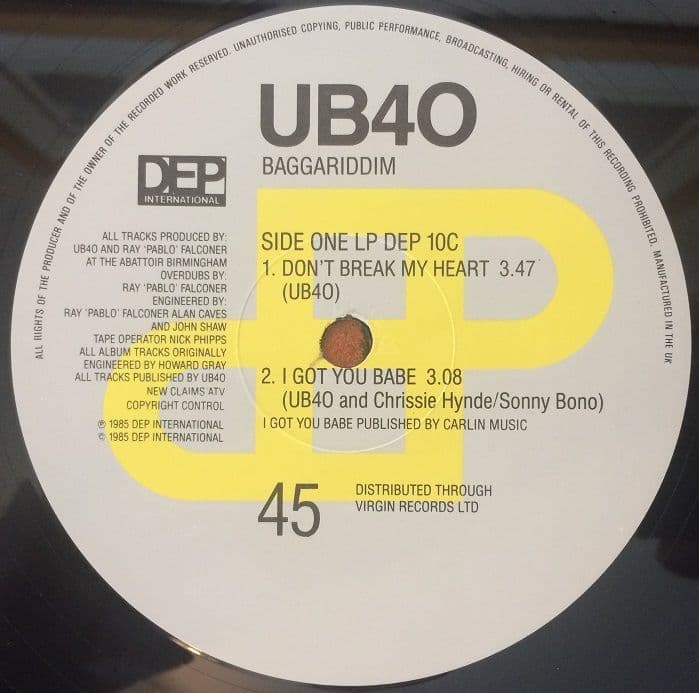 ALL RIGHTS OF THE PRODUCER AND OF THE OWNER OF THE RECORDED WORK RESERVED. UNAUTHORISED COPYING, PUBLIC PERFORMANCE, BROADCASTING, HIRING OR RENTAL OF THIS RECORDING PROHIBITED. MANUFACTURED IN THE UK
UB40
BAGGARIDDIM
DEP
INTERNATIONAL
ALL TRACKS PRODUCED BY:
UB40 AND RAY 'PABLO' FALCONER
AT THE ABATTOIR BIRMINGHAM
OVERDUBS BY:
RAY 'PABLO' FALCONER
ENGINEERED BY:
RAY 'PABLO' FALCONER ALAN CAVES
AND JOHN SHAW
TAPE OPERATOR NICK PHIPPS
ALL ALBUM TRACKS ORIGINALLY
ENGINEERED BY HOWARD GRAY
ALL TRACKS PUBLISHED BY UB40
NEW CLAIMS ATV
COPYRIGHT CONTROL
℗ 1985 DEP INTERNATIONAL
© 1985 DEP INTERNATIONAL
SIDE ONE LP DEP 10C
1. DON'T BREAK MY HEART 3.47
(UB40)
2. I GOT YOU BABE 3.08
(UB40 and Chrissie Hynde/Sonny Bono)
I GOT YOU BABE PUBLISHED BY CARLIN MUSIC
45
DISTRIBUTED THROUGH
VIRGIN RECORDS LTD